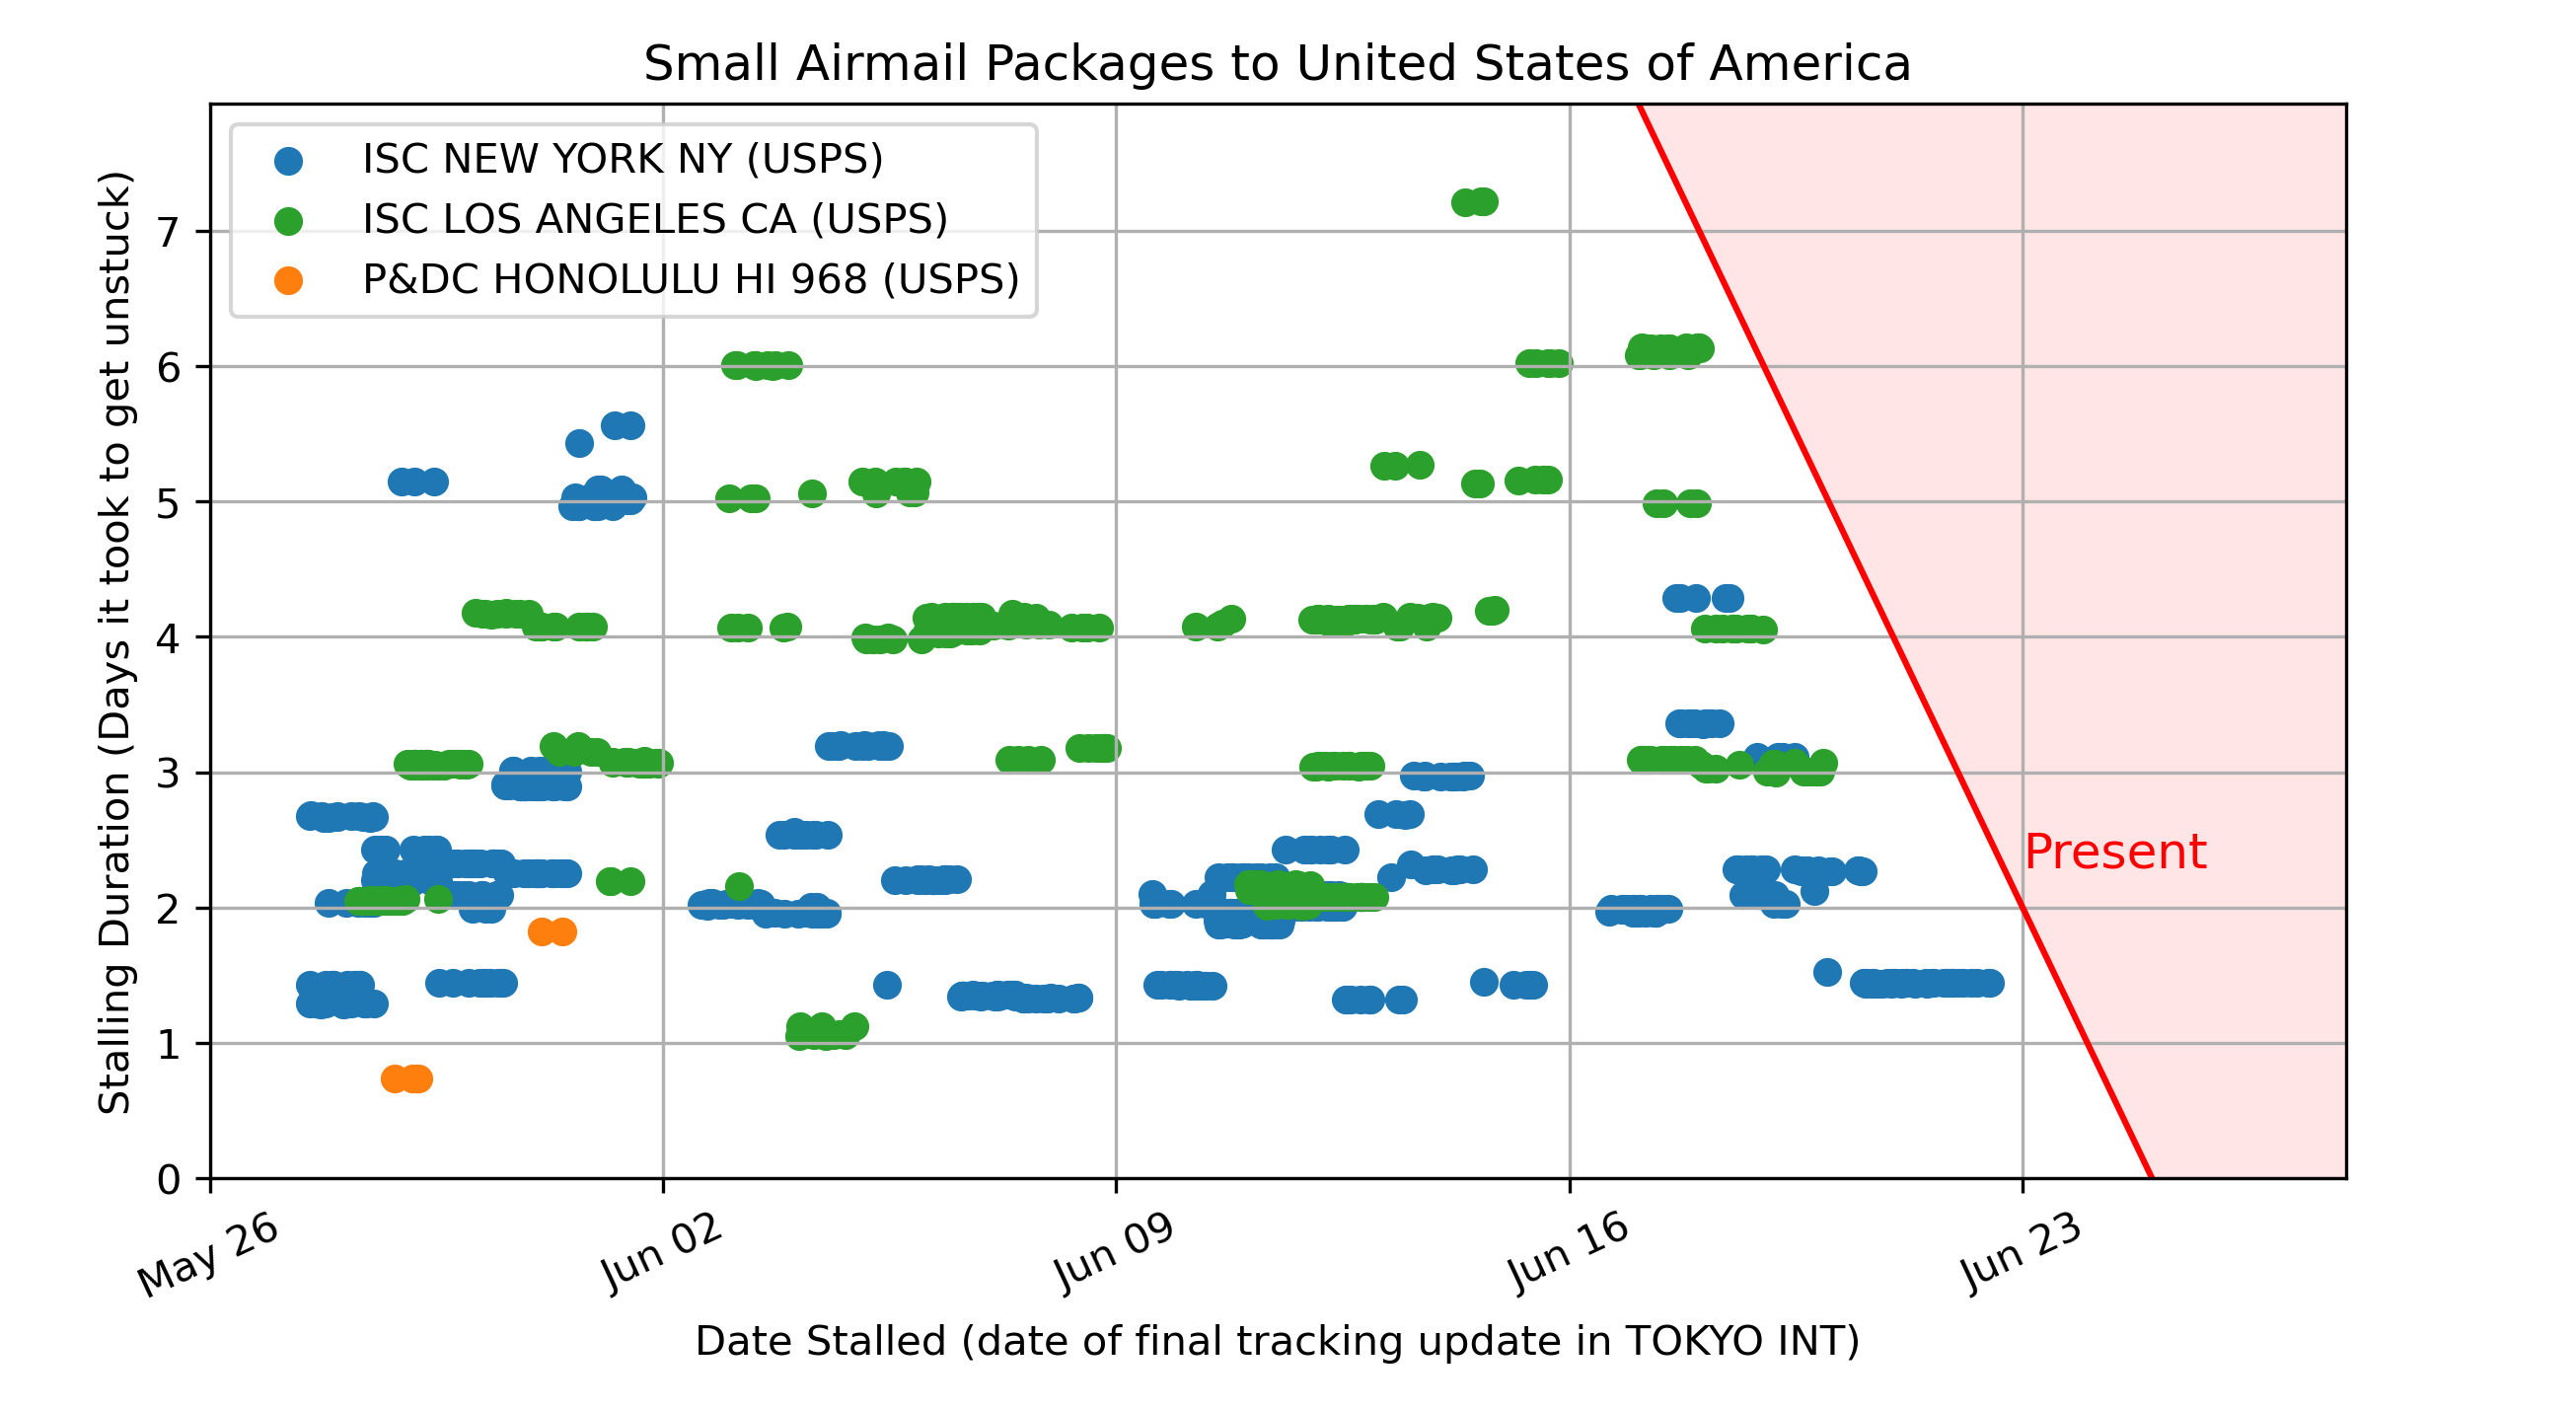 Small Airmail Packages to United States of America
ISC NEW YORK NY (USPS)
ISC LOS ANGELES CA (USPS)
P&DC HONOLULU HI 968 (USPS)
Stalling Duration (Days it took to get unstuck)
7
6
5
4
3
2
1
0
Present
May 26
Jun 02
Jun 09
Jun 16
Jun 23
Date Stalled (date of final tracking update in TOKYO INT)